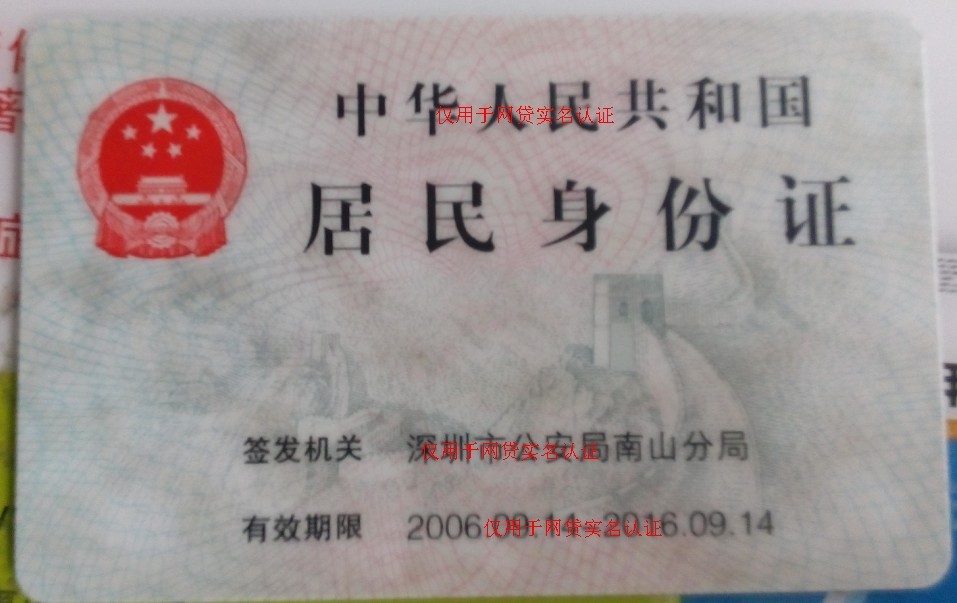 中华人民共和国
仅用于网贷实名认证
居民身份证
签发机关 深圳市公安局南山分局
仅用于网贷实名认证
有效期限 2006.09.14-2016.09.14
仅用于网贷实名认证